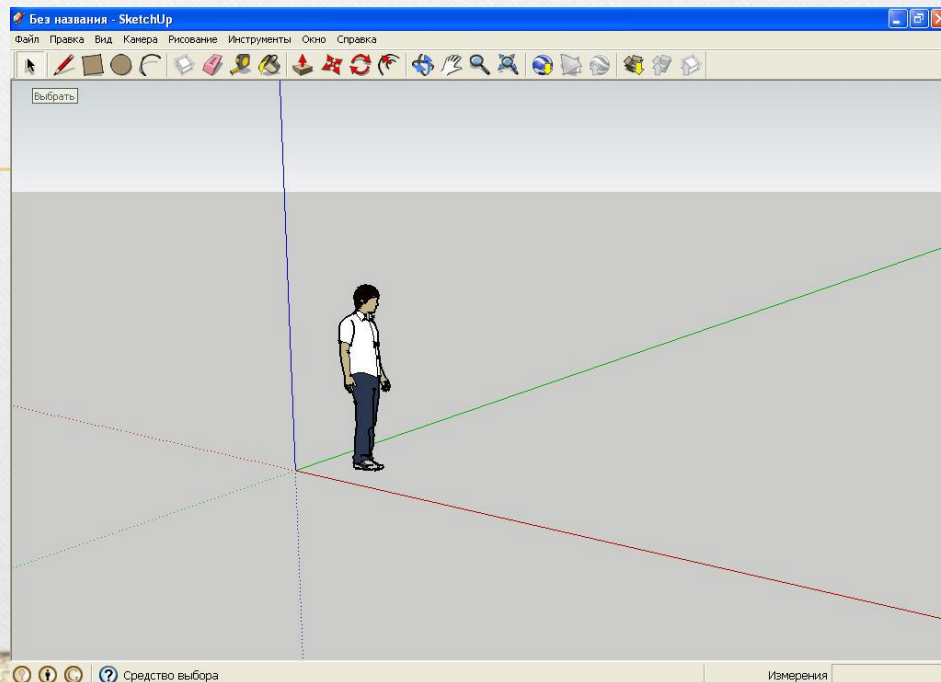 Без названия - SketchUp
Файл Правка Вид Камера Рисование Инструменты Окно Справка
Выбрать
Средство выбора
Измерения